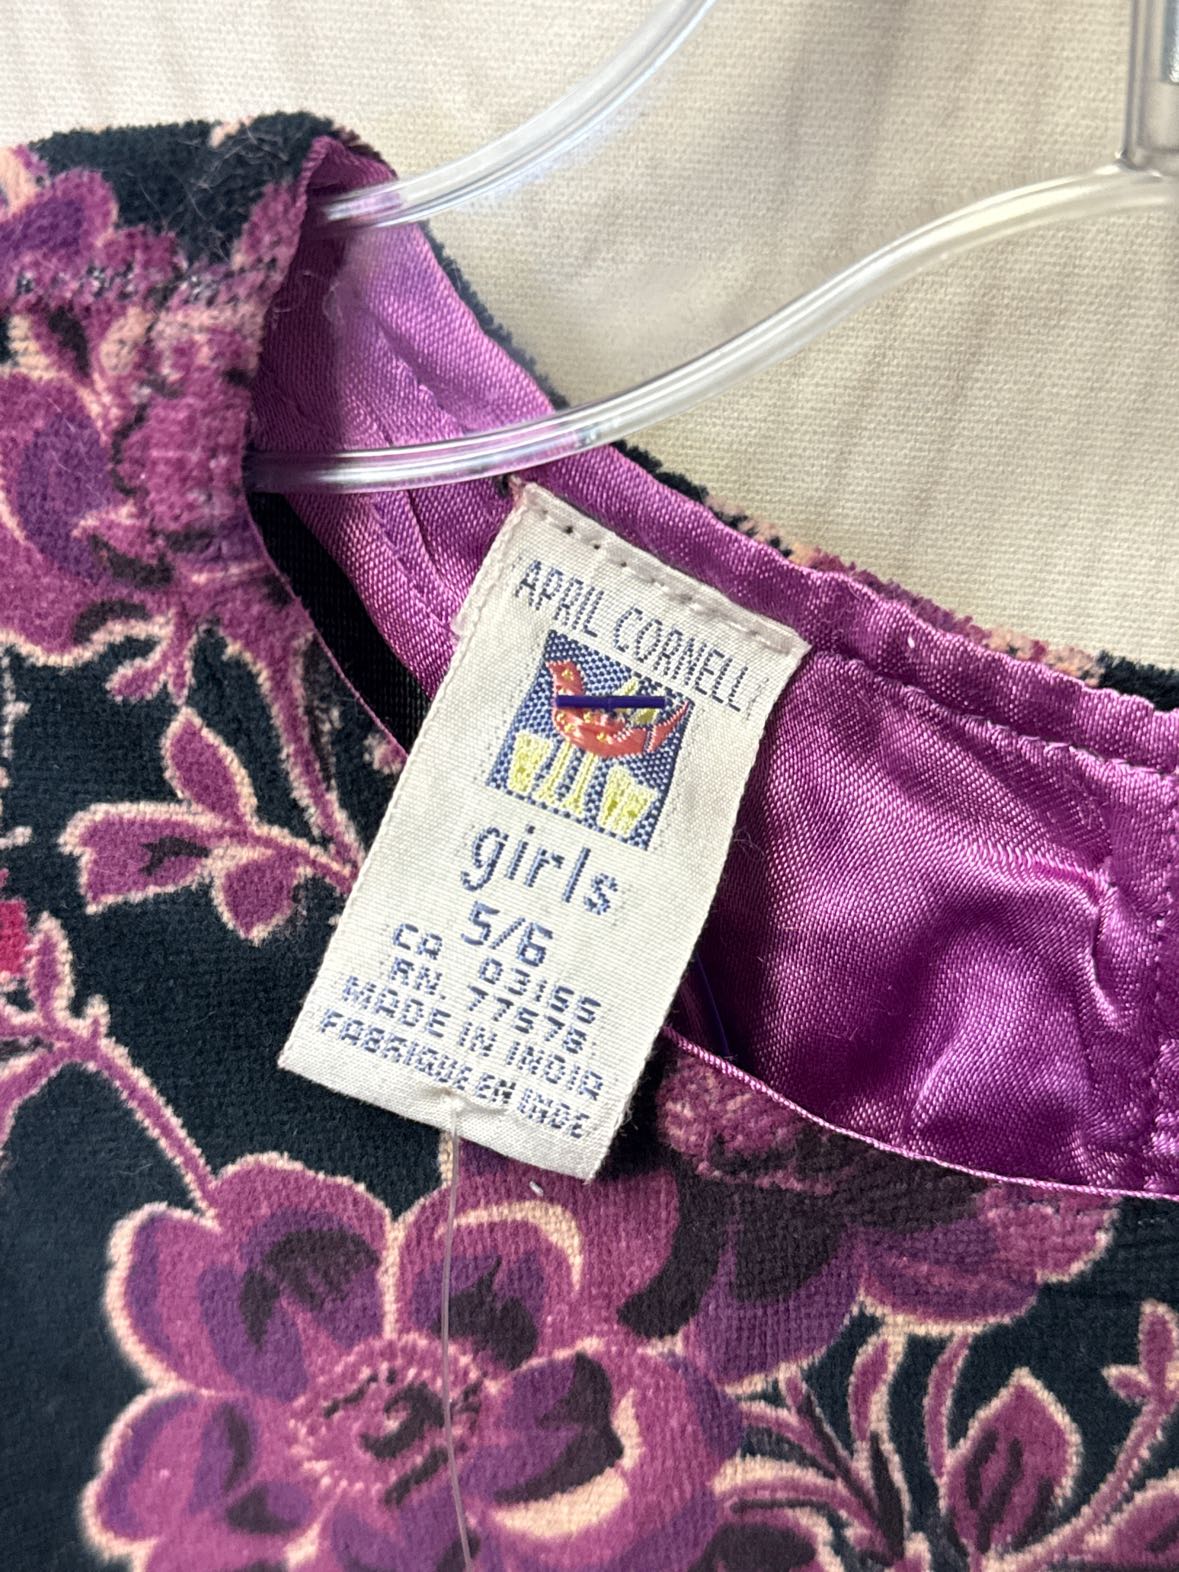 APRIL CORNELL
girls
5/6
CA 03155
RN. 77578.
MADE IN INDIA
FABRIQUE EN INDE